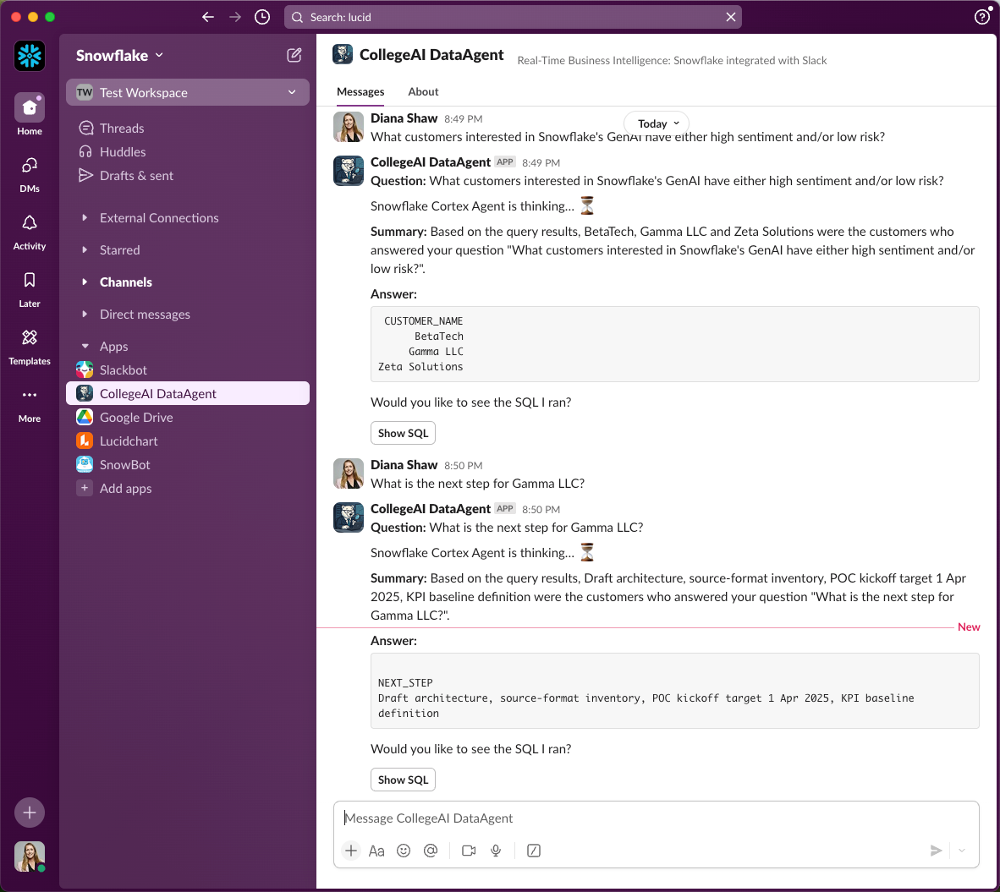 Search: lucid
Snowflake
TW Test Workspace
Home
DMs
Activity
Later
Templates
More
Threads
Huddles
Drafts & sent
External Connections
Starred
Channels
Direct messages
Apps
Slackbot
CollegeAI DataAgent
Google Drive
Lucidchart
SnowBot
Add apps
CollegeAI DataAgent
Real-Time Business Intelligence: Snowflake integrated with Slack
Messages
About
Today
Diana Shaw 8:49 PM
What customers interested in Snowflake's GenAI have either high sentiment and/or low risk?
CollegeAI DataAgent APP 8:49 PM
Question: What customers interested in Snowflake's GenAI have either high sentiment and/or low risk?
Snowflake Cortex Agent is thinking...
Summary: Based on the query results, BetaTech, Gamma LLC and Zeta Solutions were the customers who
answered your question "What customers interested in Snowflake's GenAI have either high sentiment and/or
low risk?".
Answer:
CUSTOMER_NAME
BetaTech
Gamma LLC
Zeta Solutions
Would you like to see the SQL I ran?
Show SQL
Diana Shaw 8:50 PM
What is the next step for Gamma LLC?
CollegeAI DataAgent APP 8:50 PM
Question: What is the next step for Gamma LLC?
Snowflake Cortex Agent is thinking...
Summary: Based on the query results, Draft architecture, source-format inventory, POC kickoff target 1 Apr
2025, KPI baseline definition were the customers who answered your question "What is the next step for
Gamma LLC?".
New
Answer:
NEXT_STEP
Draft architecture, source-format inventory, POC kickoff target 1 Apr 2025, KPI baseline
definition
Would you like to see the SQL I ran?
Show SQL
Message CollegeAI DataAgent
Aa